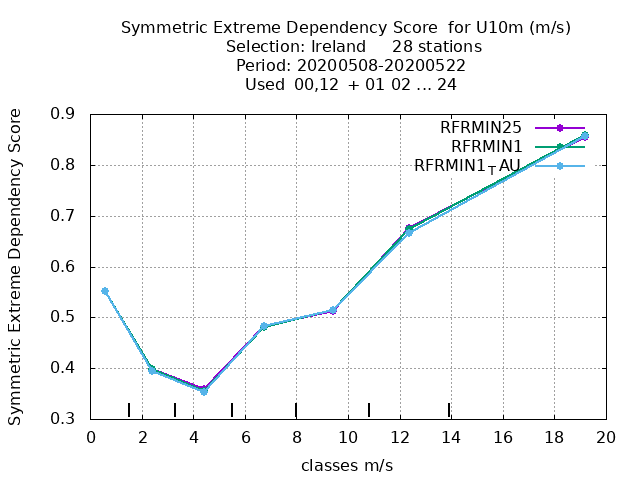 Symmetric Extreme Dependency Score  for U10m (m/s)
Selection: Ireland     28 stations
Period: 20200508-20200522
Used  00,12  + 01 02 ... 24
Symmetric Extreme Dependency Score
0.9
0.8
0.7
0.6
0.5
0.4
0.3
RFRMIN25
RFRMIN1
RFRMIN1TAU
0 2 4 6 8 10 12 14 16 18 20
classes m/s